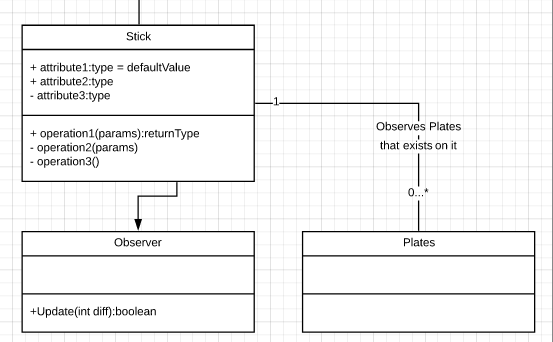 Stick
+ attribute1:type = defaultValue
+ attribute2:type
- attribute3:type
+ operation1(params):returnType
- operation2(params)
- operation3()
1
Observes Plates
that exists on it
0...*
Observer
+Update(int diff):boolean
Plates